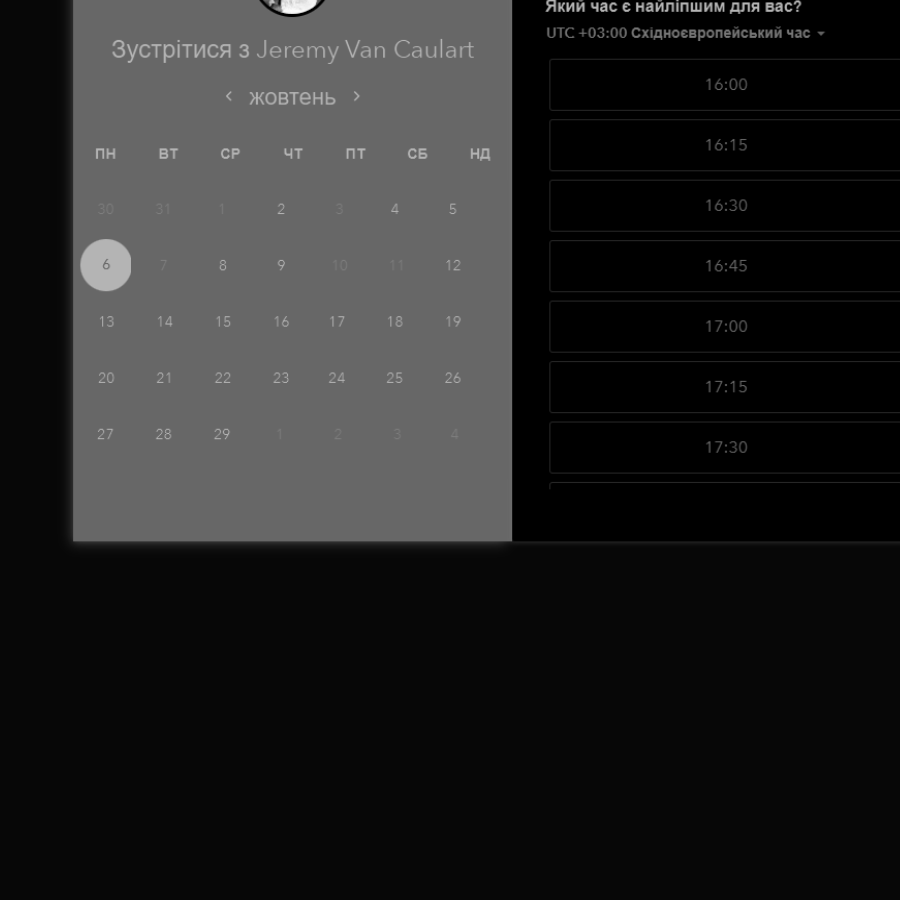 Зустрітися з Jeremy Van Caulart
жовтень
ПН ВТ СР ЧТ ПТ СБ НД
30 31 1 2 3 4 5
6 7 8 9 10 11 12
13 14 15 16 17 18 19
20 21 22 23 24 25 26
27 28 29 1 2 3 4
Який час є найліпшим для вас?
UTC +03:00 Східноєвропейський час
16:00
16:15
16:30
16:45
17:00
17:15
17:30